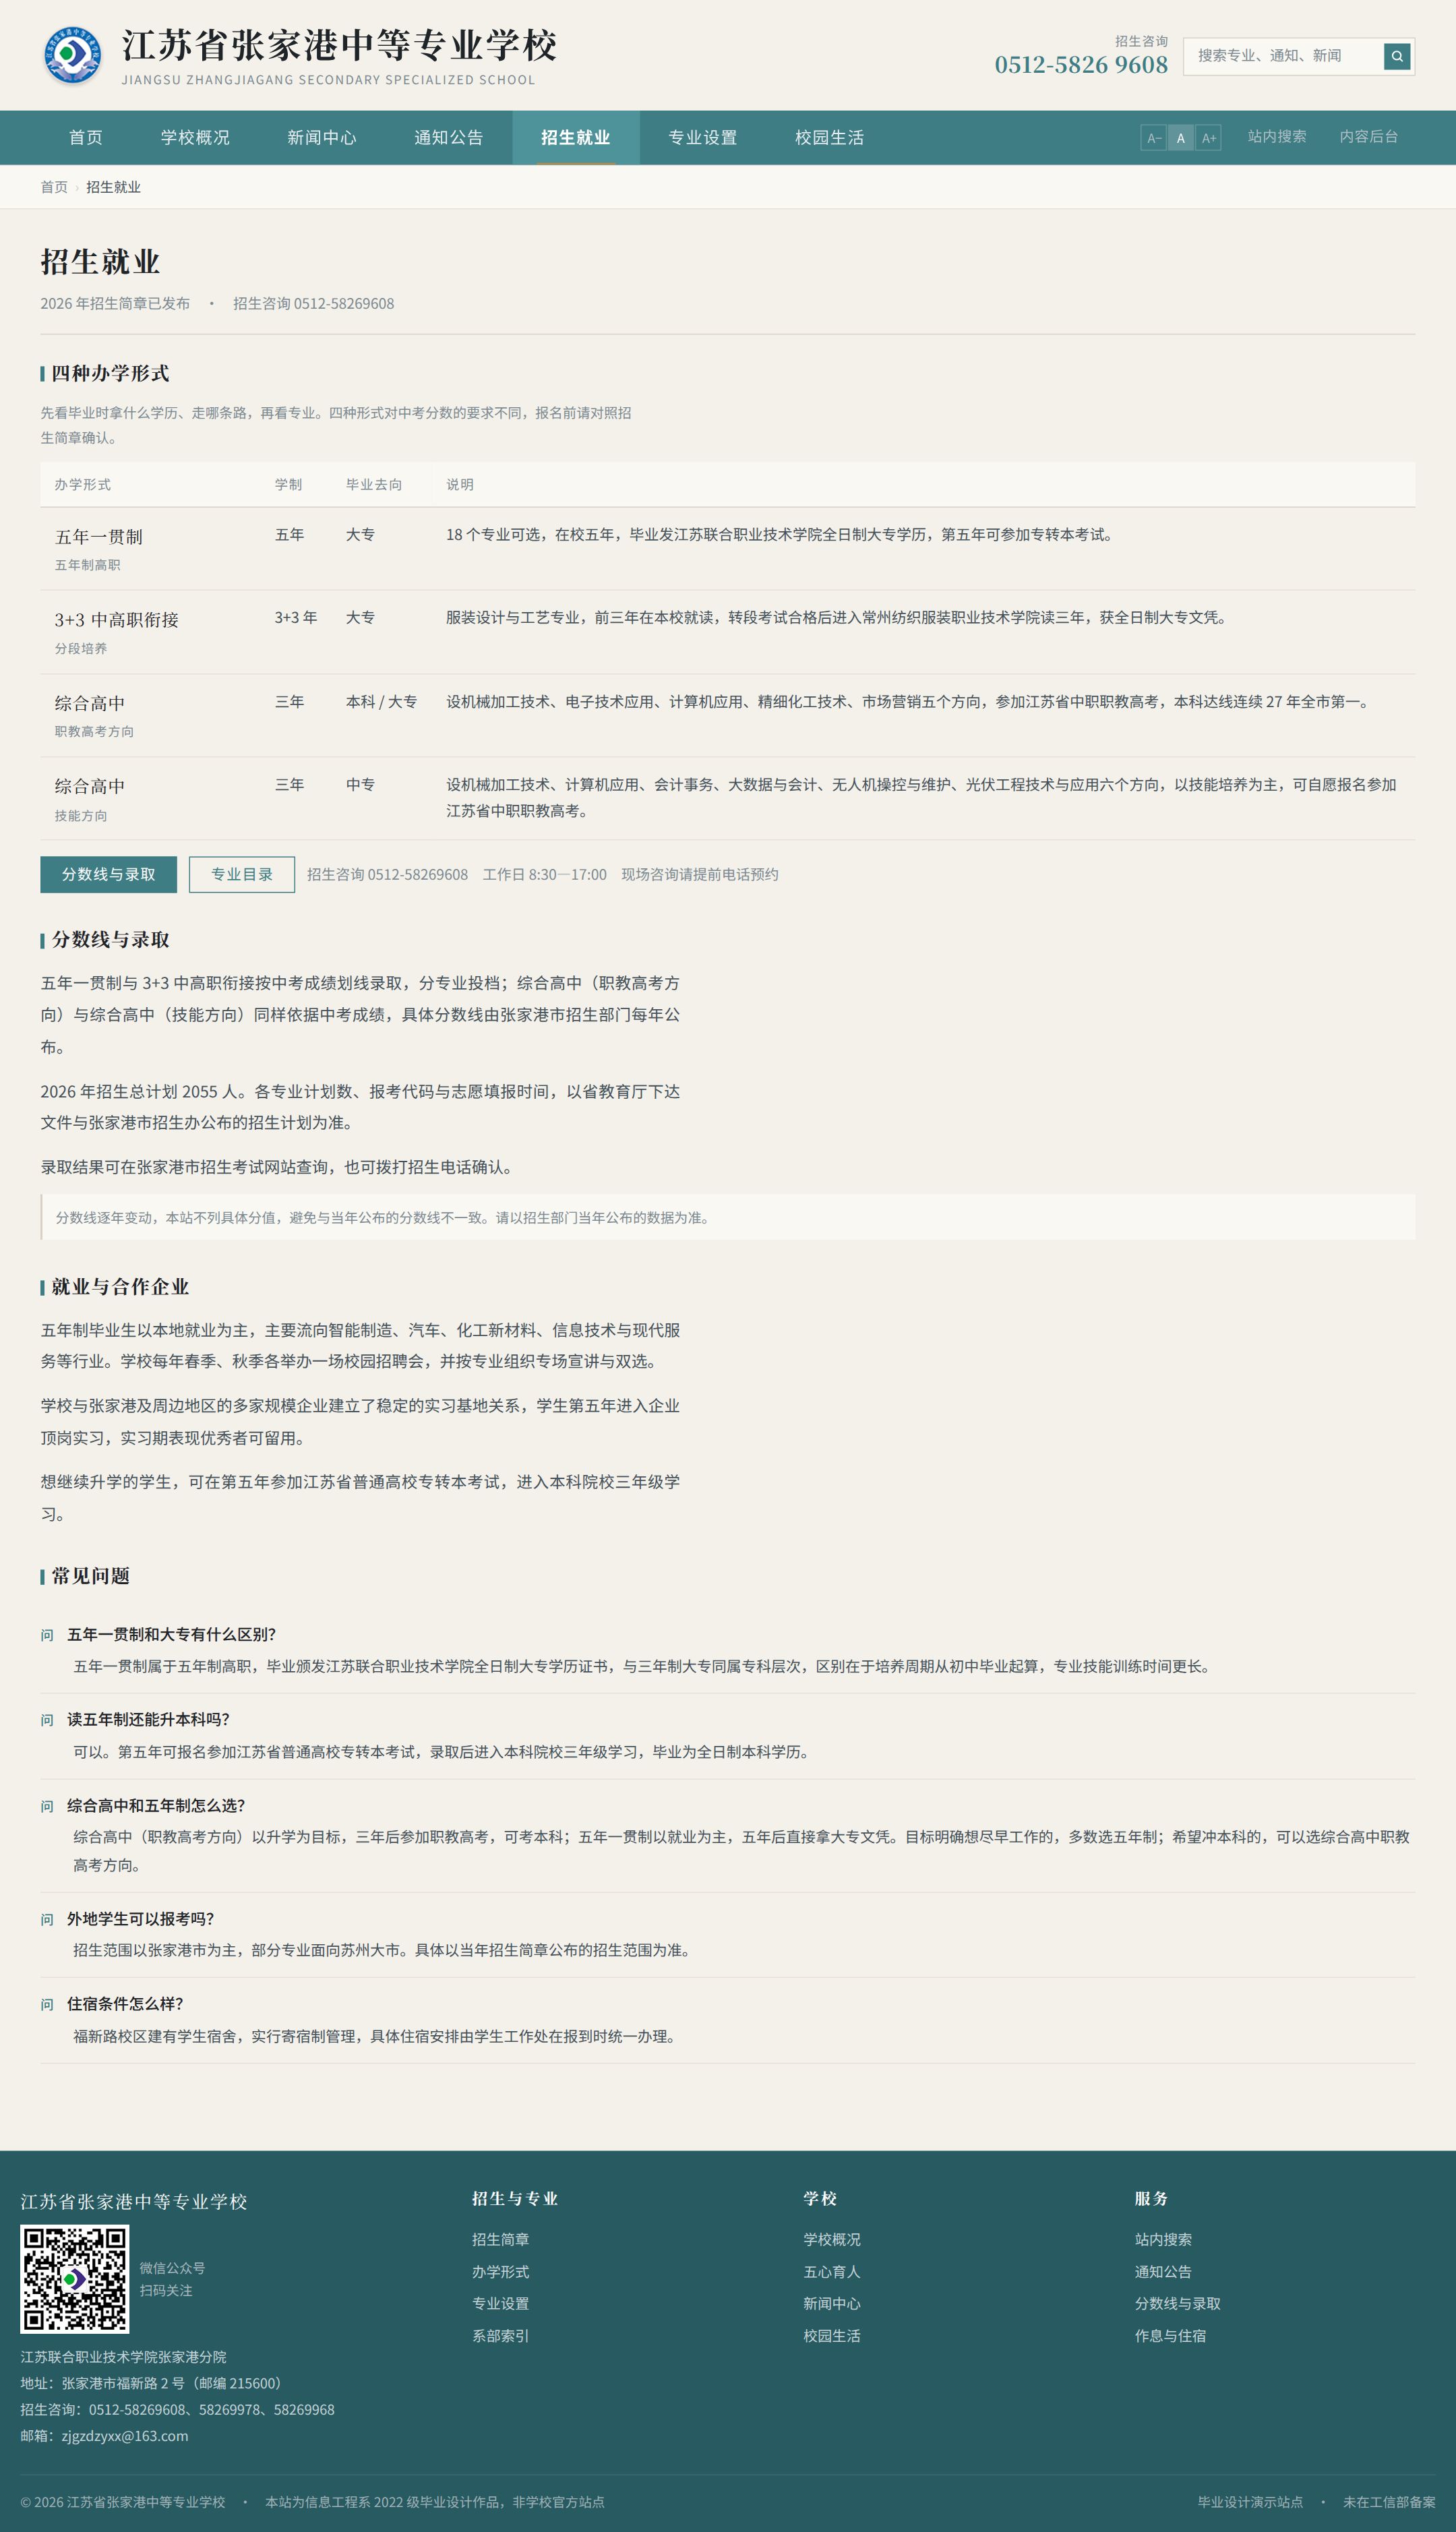 江苏省张家港中等专业学校
JIANGSU ZHANGJIAGANG SECONDARY SPECIALIZED SCHOOL
招生咨询
0512-5826 9608
搜索专业、通知、新闻
首页 学校概况 新闻中心 通知公告 招生就业 专业设置 校园生活 A− A A+ 站内搜索 内容后台
首页 › 招生就业
招生就业
2026 年招生简章已发布 · 招生咨询 0512-58269608
四种办学形式
先看毕业时拿什么学历、走哪条路，再看专业。四种形式对中考分数的要求不同，报名前请对照招
生简章确认。
办学形式 学制 毕业去向 说明
五年一贯制 五年 大专 18 个专业可选，在校五年，毕业发江苏联合职业技术学院全日制大专学历，第五年可参加专转本考试。
五年制高职
3+3 中高职衔接 3+3 年 大专 服装设计与工艺专业，前三年在本校就读，转段考试合格后进入常州纺织服装职业技术学院读三年，获全日制大专文凭。
分段培养
综合高中 三年 本科 / 大专 设机械加工技术、电子技术应用、计算机应用、精细化工技术、市场营销五个方向，参加江苏省中职职教高考，本科达线连续 27 年全市第一。
职教高考方向
综合高中 三年 中专 设机械加工技术、计算机应用、会计事务、大数据与会计、无人机操控与维护、光伏工程技术与应用六个方向，以技能培养为主，可自愿报名参加
江苏省中职职教高考。
技能方向
分数线与录取 专业目录 招生咨询 0512-58269608 工作日 8:30—17:00 现场咨询请提前电话预约
分数线与录取
五年一贯制与 3+3 中高职衔接按中考成绩划线录取，分专业投档；综合高中（职教高考方
向）与综合高中（技能方向）同样依据中考成绩，具体分数线由张家港市招生部门每年公
布。
2026 年招生总计划 2055 人。各专业计划数、报考代码与志愿填报时间，以省教育厅下达
文件与张家港市招生办公布的招生计划为准。
录取结果可在张家港市招生考试网站查询，也可拨打招生电话确认。
分数线逐年变动，本站不列具体分值，避免与当年公布的分数线不一致。请以招生部门当年公布的数据为准。
就业与合作企业
五年制毕业生以本地就业为主，主要流向智能制造、汽车、化工新材料、信息技术与现代服
务等行业。学校每年春季、秋季各举办一场校园招聘会，并按专业组织专场宣讲与双选。
学校与张家港及周边地区的多家规模企业建立了稳定的实习基地关系，学生第五年进入企业
顶岗实习，实习期表现优秀者可留用。
想继续升学的学生，可在第五年参加江苏省普通高校专转本考试，进入本科院校三年级学
习。
常见问题
问 五年一贯制和大专有什么区别？
五年一贯制属于五年制高职，毕业颁发江苏联合职业技术学院全日制大专学历证书，与三年制大专同属专科层次，区别在于培养周期从初中毕业起算，专业技能训练时间更长。
问 读五年制还能升本科吗？
可以。第五年可报名参加江苏省普通高校专转本考试，录取后进入本科院校三年级学习，毕业为全日制本科学历。
问 综合高中和五年制怎么选？
综合高中（职教高考方向）以升学为目标，三年后参加职教高考，可考本科；五年一贯制以就业为主，五年后直接拿大专文凭。目标明确想尽早工作的，多数选五年制；希望冲本科的，可以选综合高中职教
高考方向。
问 外地学生可以报考吗？
招生范围以张家港市为主，部分专业面向苏州大市。具体以当年招生简章公布的招生范围为准。
问 住宿条件怎么样？
福新路校区建有学生宿舍，实行寄宿制管理，具体住宿安排由学生工作处在报到时统一办理。
江苏省张家港中等专业学校
微信公众号
扫码关注
江苏联合职业技术学院张家港分院
地址：张家港市福新路 2 号（邮编 215600）
招生咨询：0512-58269608、58269978、58269968
邮箱：zjgzdzyxx@163.com
招生与专业
招生简章
办学形式
专业设置
系部索引
学校
学校概况
五心育人
新闻中心
校园生活
服务
站内搜索
通知公告
分数线与录取
作息与住宿
© 2026 江苏省张家港中等专业学校 · 本站为信息工程系 2022 级毕业设计作品，非学校官方站点
毕业设计演示站点 · 未在工信部备案